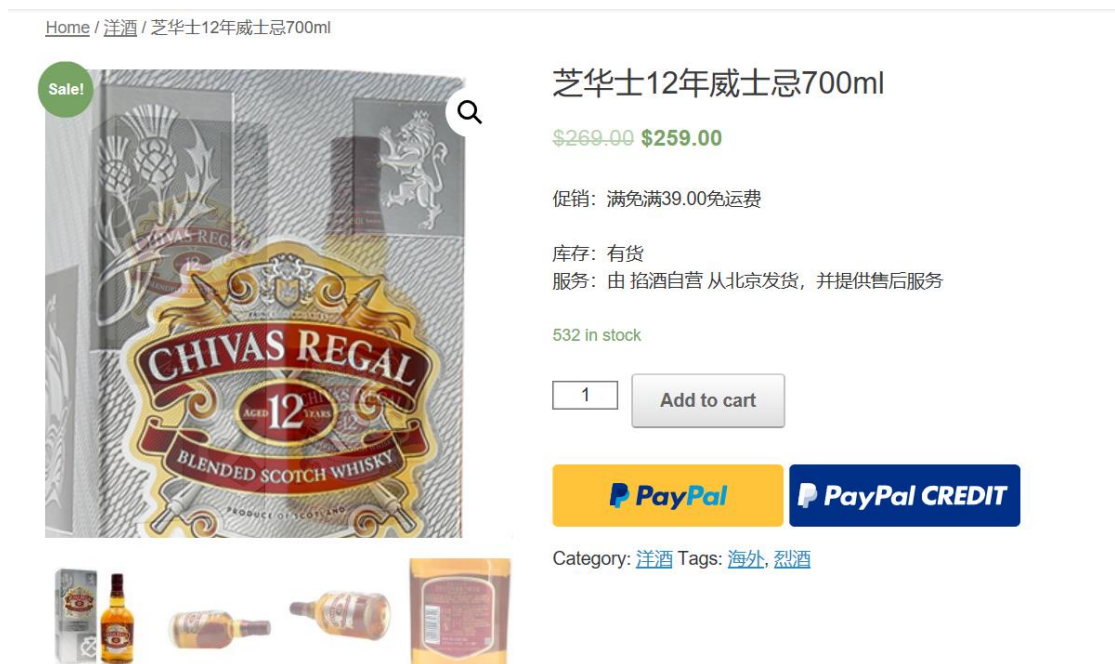 Home / 洋酒 / 芝华士12年威士忌700ml
Sale!
芝华士12年威士忌700ml
$269.00 $259.00
促销：满免满39.00免运费
库存：有货
服务：由 掐酒自营 从北京发货，并提供售后服务
532 in stock
1
Add to cart
PayPal
PayPal CREDIT
Category: 洋酒 Tags: 海外, 烈酒
CHIVAS REGAL
12
CHIVAS REGAL
AGED 12 YEARS
BLENDED SCOTCH WHISKY
PRODUCE OF SCOTLAND